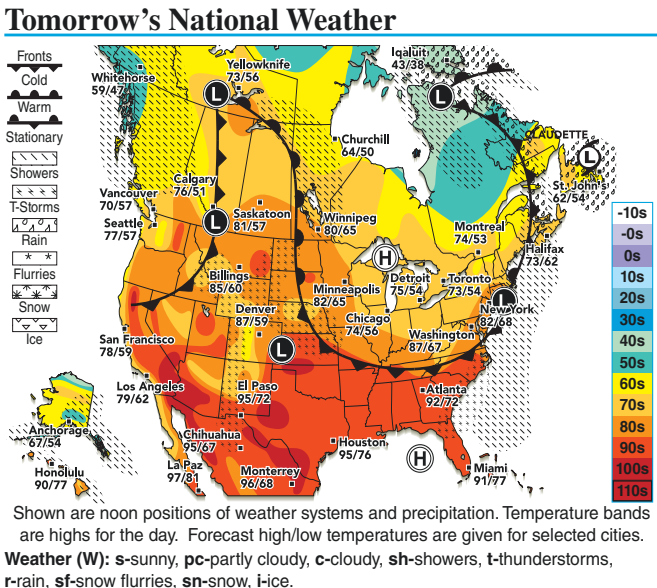 Tomorrow's National Weather
Fronts
Cold
Warm
Stationary
Showers
T-Storms
Rain
Flurries
Snow
Ice
Whitehorse
59/47
Yellowknife
73/56
Iqaluit
43/38
L
L
Churchill
64/50
CLAUDETTE
L
St. John's
62/54
Calgary
76/51
Vancouver
70/57
Seattle
77/57
L
Saskatoon
81/57
Winnipeg
80/65
Montreal
74/53
Halifax
73/62
Billings
85/60
Minneapolis
82/65
H
Detroit
75/54
Toronto
73/54
L
New York
82/68
Denver
87/59
Chicago
74/56
Washington
87/67
San Francisco
78/59
L
Los Angeles
79/62
El Paso
95/72
Atlanta
92/72
Anchorage
67/54
Honolulu
90/77
Chihuahua
95/67
La Paz
97/81
Monterrey
96/68
Houston
95/76
H
Miami
91/77
-10s
-0s
0s
10s
20s
30s
40s
50s
60s
70s
80s
90s
100s
110s
Shown are noon positions of weather systems and precipitation. Temperature bands
are highs for the day. Forecast high/low temperatures are given for selected cities.
Weather (W): s-sunny, pc-partly cloudy, c-cloudy, sh-showers, t-thunderstorms,
r-rain, sf-snow flurries, sn-snow, i-ice.